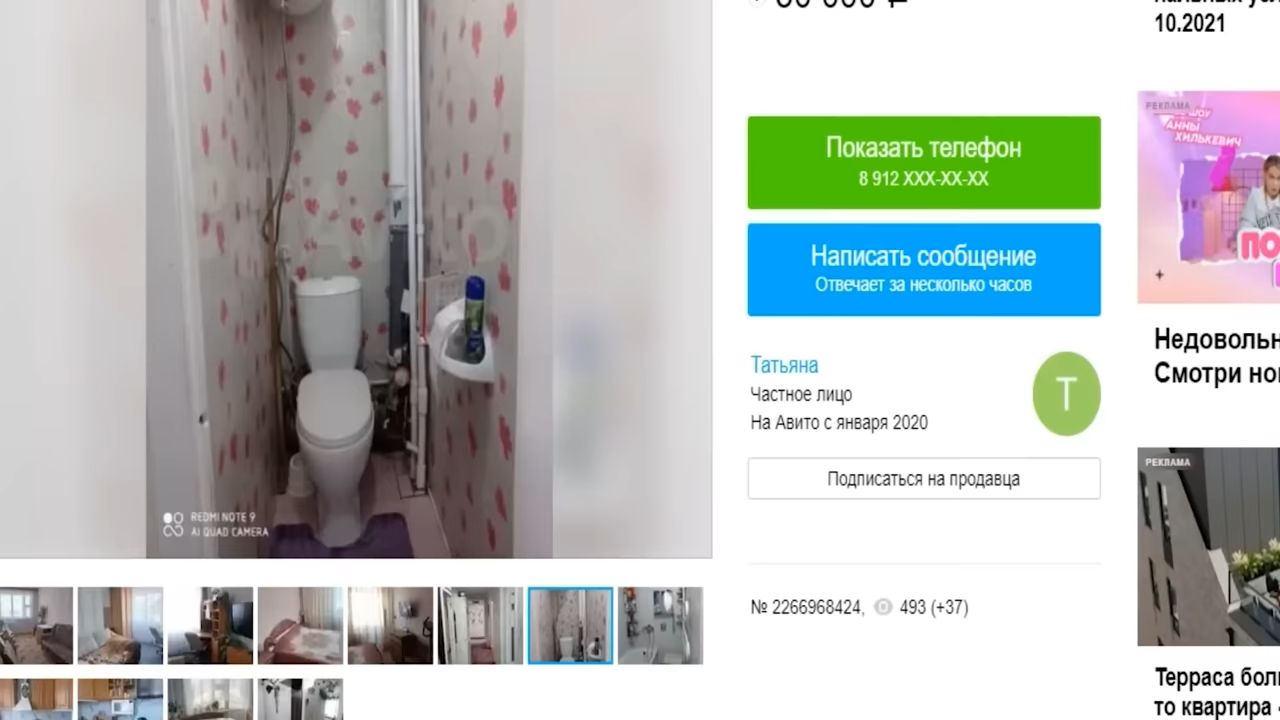 10.2021
REDMI NOTE 9
AI QUAD CAMERA
Показать телефон
8 912 XXX-XX-XX
Написать сообщение
Отвечает за несколько часов
Татьяна
Частное лицо
На Авито с января 2020
Т
Подписаться на продавца
№ 2266968424, 493 (+37)
РЕКЛАМА
ШОУ
АННЫ
ХИЛЬКЕВИЧ
ПО
Недовольн
Смотри но
РЕКЛАМА
Терраса бол
то квартира